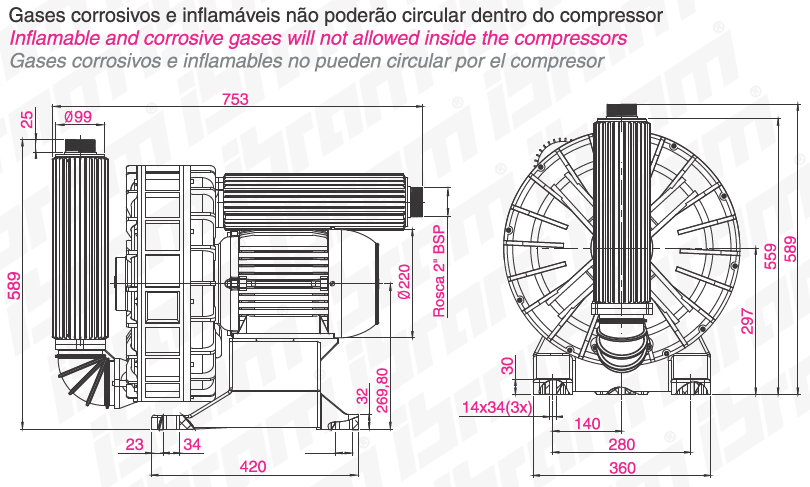 Gases corrosivos e inflamáveis não poderão circular dentro do compressor
Inflamable and corrosive gases will not allowed inside the compressors
Gases corrosivos e inflamables no pueden circular por el compresor
753
25
Ø99
589
Rosca 2" BSP
Ø220
269,80
32
23
34
420
559
589
297
30
14x34(3x)
140
280
360
ibram